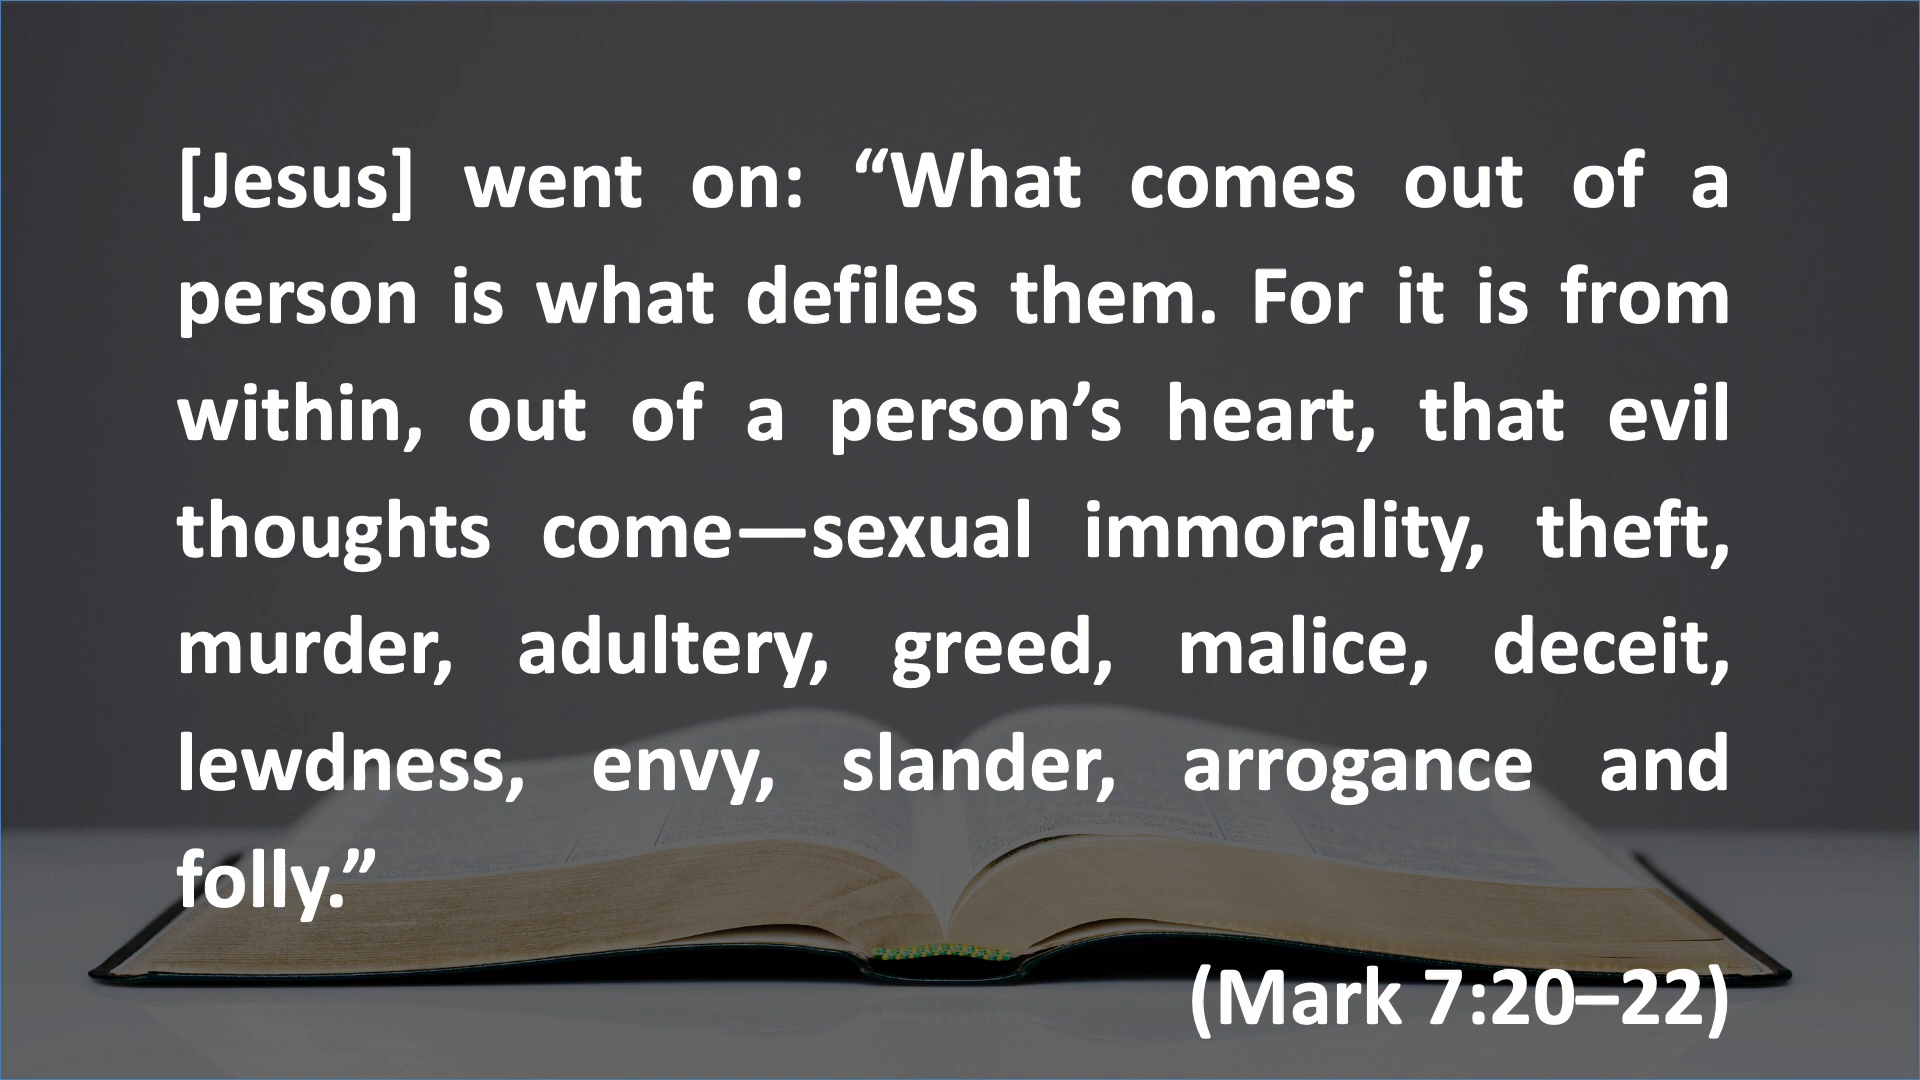 [Jesus] went on: “What comes out of a
person is what defiles them. For it is from
within, out of a person’s heart, that evil
thoughts come—sexual immorality, theft,
murder, adultery, greed, malice, deceit,
lewdness, envy, slander, arrogance and
folly.”
(Mark 7:20–22)